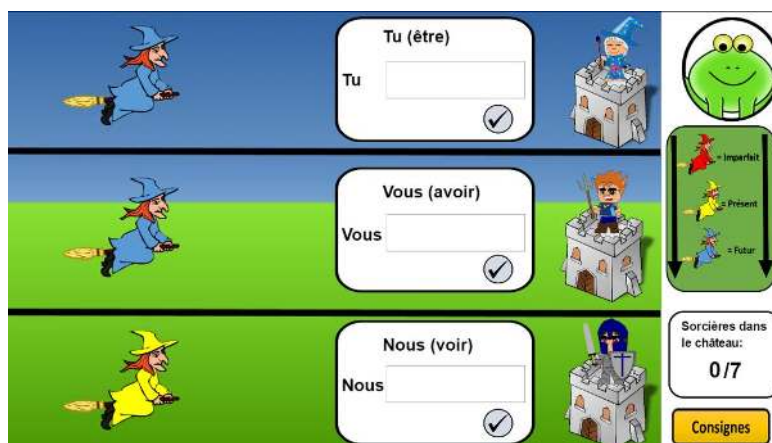 Tu (être)
Tu
Vous (avoir)
Vous
Nous (voir)
Nous
= Imparfait
= Présent
= Futur
Sorcières dans
le château:
0/7
Consignes